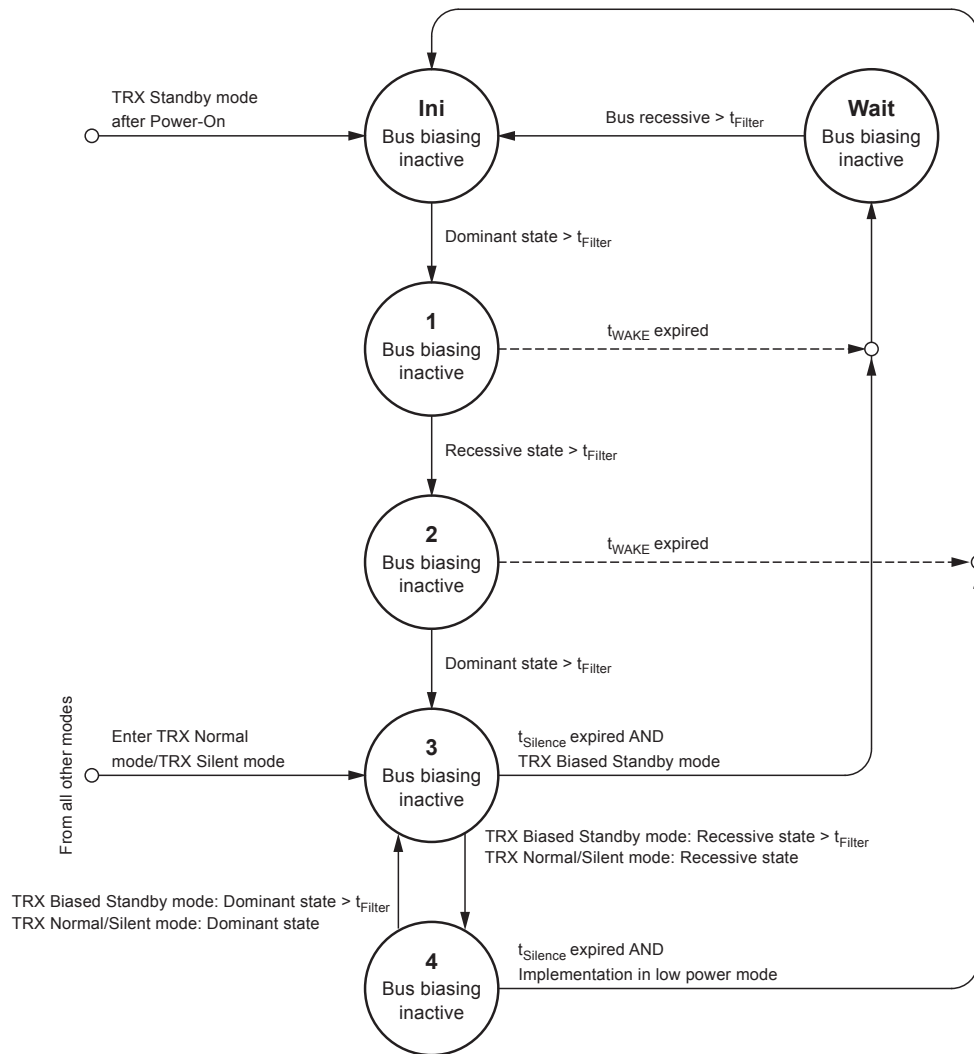 TRX Standby mode
after Power-On
Ini
Bus biasing
inactive
Bus recessive > tFilter
Wait
Bus biasing
inactive
Dominant state > tFilter
1
Bus biasing
inactive
tWAKE expired
Recessive state > tFilter
2
Bus biasing
inactive
tWAKE expired
Dominant state > tFilter
From all other modes
Enter TRX Normal
mode/TRX Silent mode
3
Bus biasing
inactive
tSilence expired AND
TRX Biased Standby mode
TRX Biased Standby mode: Recessive state > tFilter
TRX Normal/Silent mode: Recessive state
TRX Biased Standby mode: Dominant state > tFilter
TRX Normal/Silent mode: Dominant state
4
Bus biasing
inactive
tSilence expired AND
Implementation in low power mode